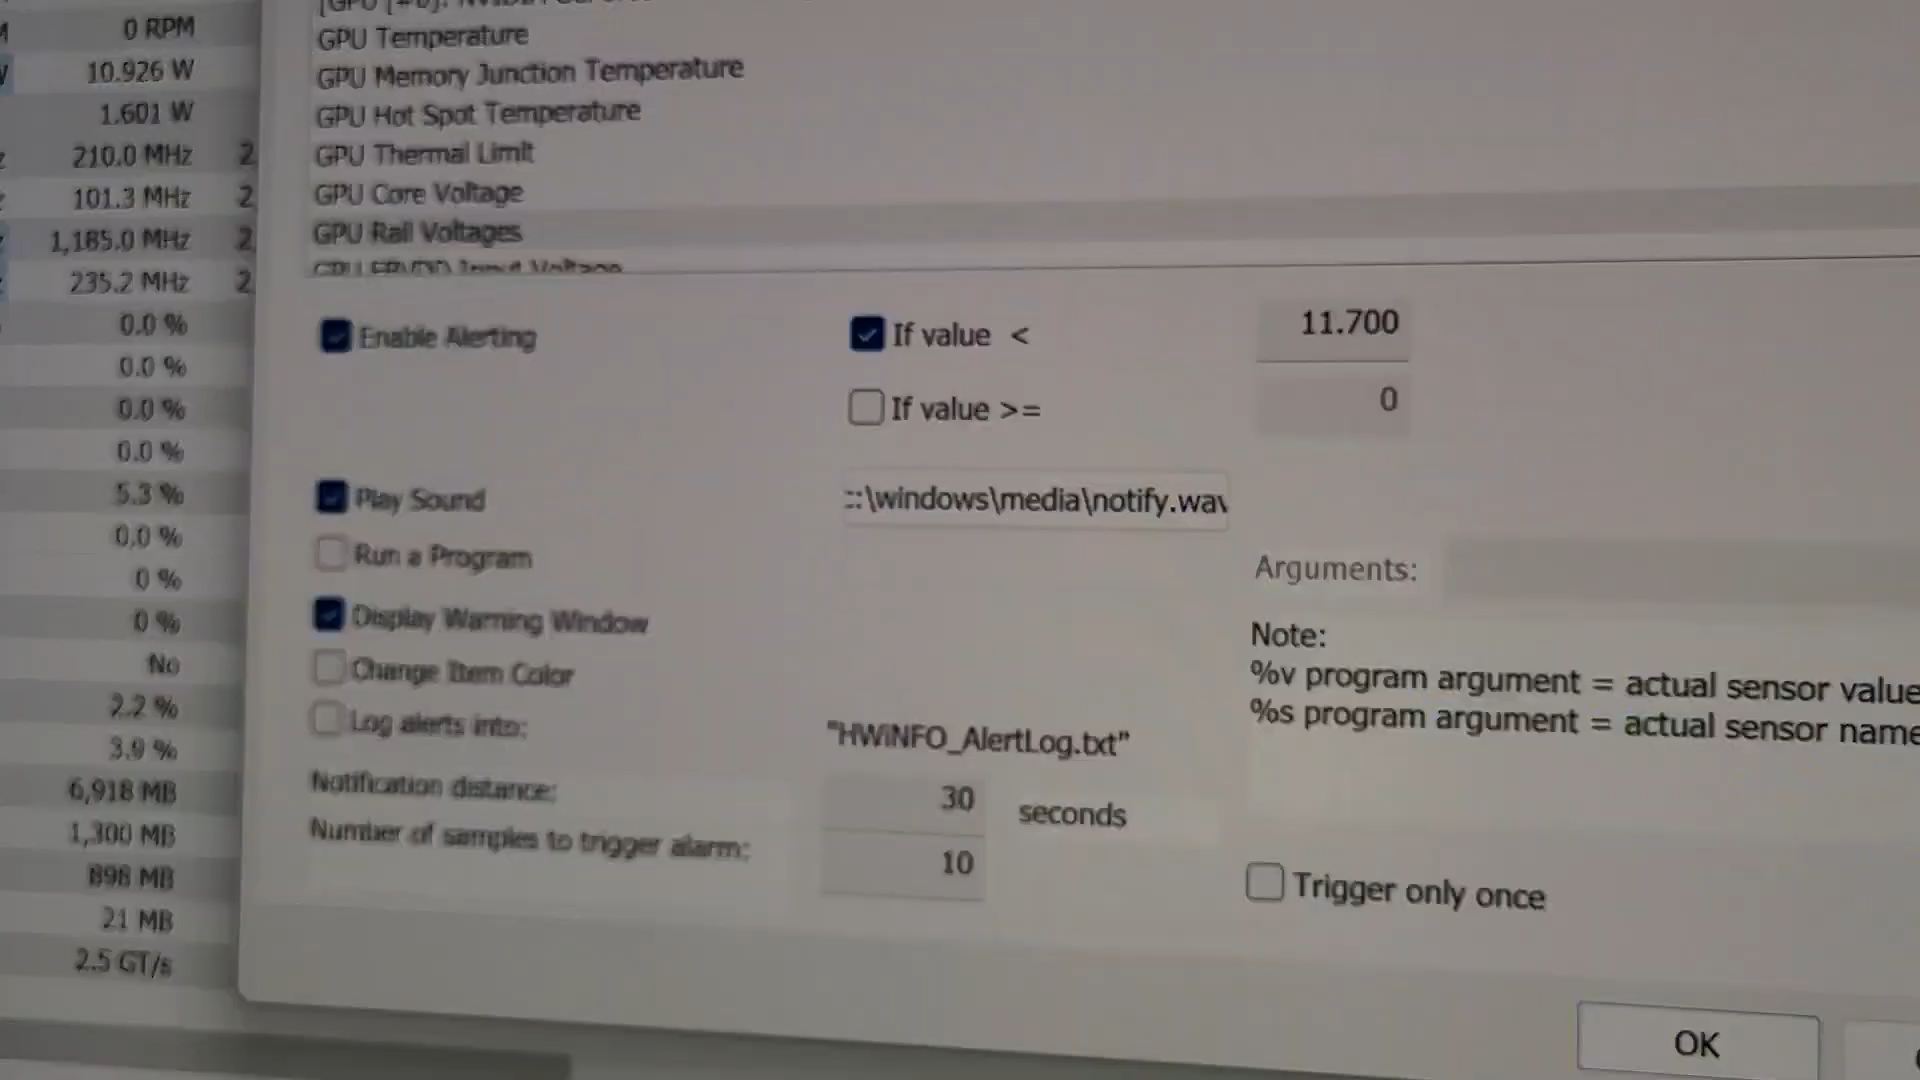 0 RPM
10.926 W
1.601 W
210.0 MHz 2
101.3 MHz 2
1,185.0 MHz 2
235.2 MHz 2
0.0 %
0.0 %
0.0 %
0.0 %
5.3 %
0.0 %
0 %
0 %
No
2.2 %
3.9 %
6,918 MB
1,300 MB
898 MB
21 MB
2.5 GT/s
GPU Temperature
GPU Memory Junction Temperature
GPU Hot Spot Temperature
GPU Thermal Limit
GPU Core Voltage
GPU Rail Voltages
Input Voltage
Enable Alerting
If value <
11.700
If value >=
0
Play Sound
:\windows\media\notify.wav
Run a Program
Arguments:
Display Warning Window
Note:
Change Item Color
%v program argument = actual sensor value
Log alerts into:
"HWiNFO_AlertLog.txt"
%s program argument = actual sensor name
Notification distance:
30 seconds
Number of samples to trigger alarm:
10
Trigger only once
OK